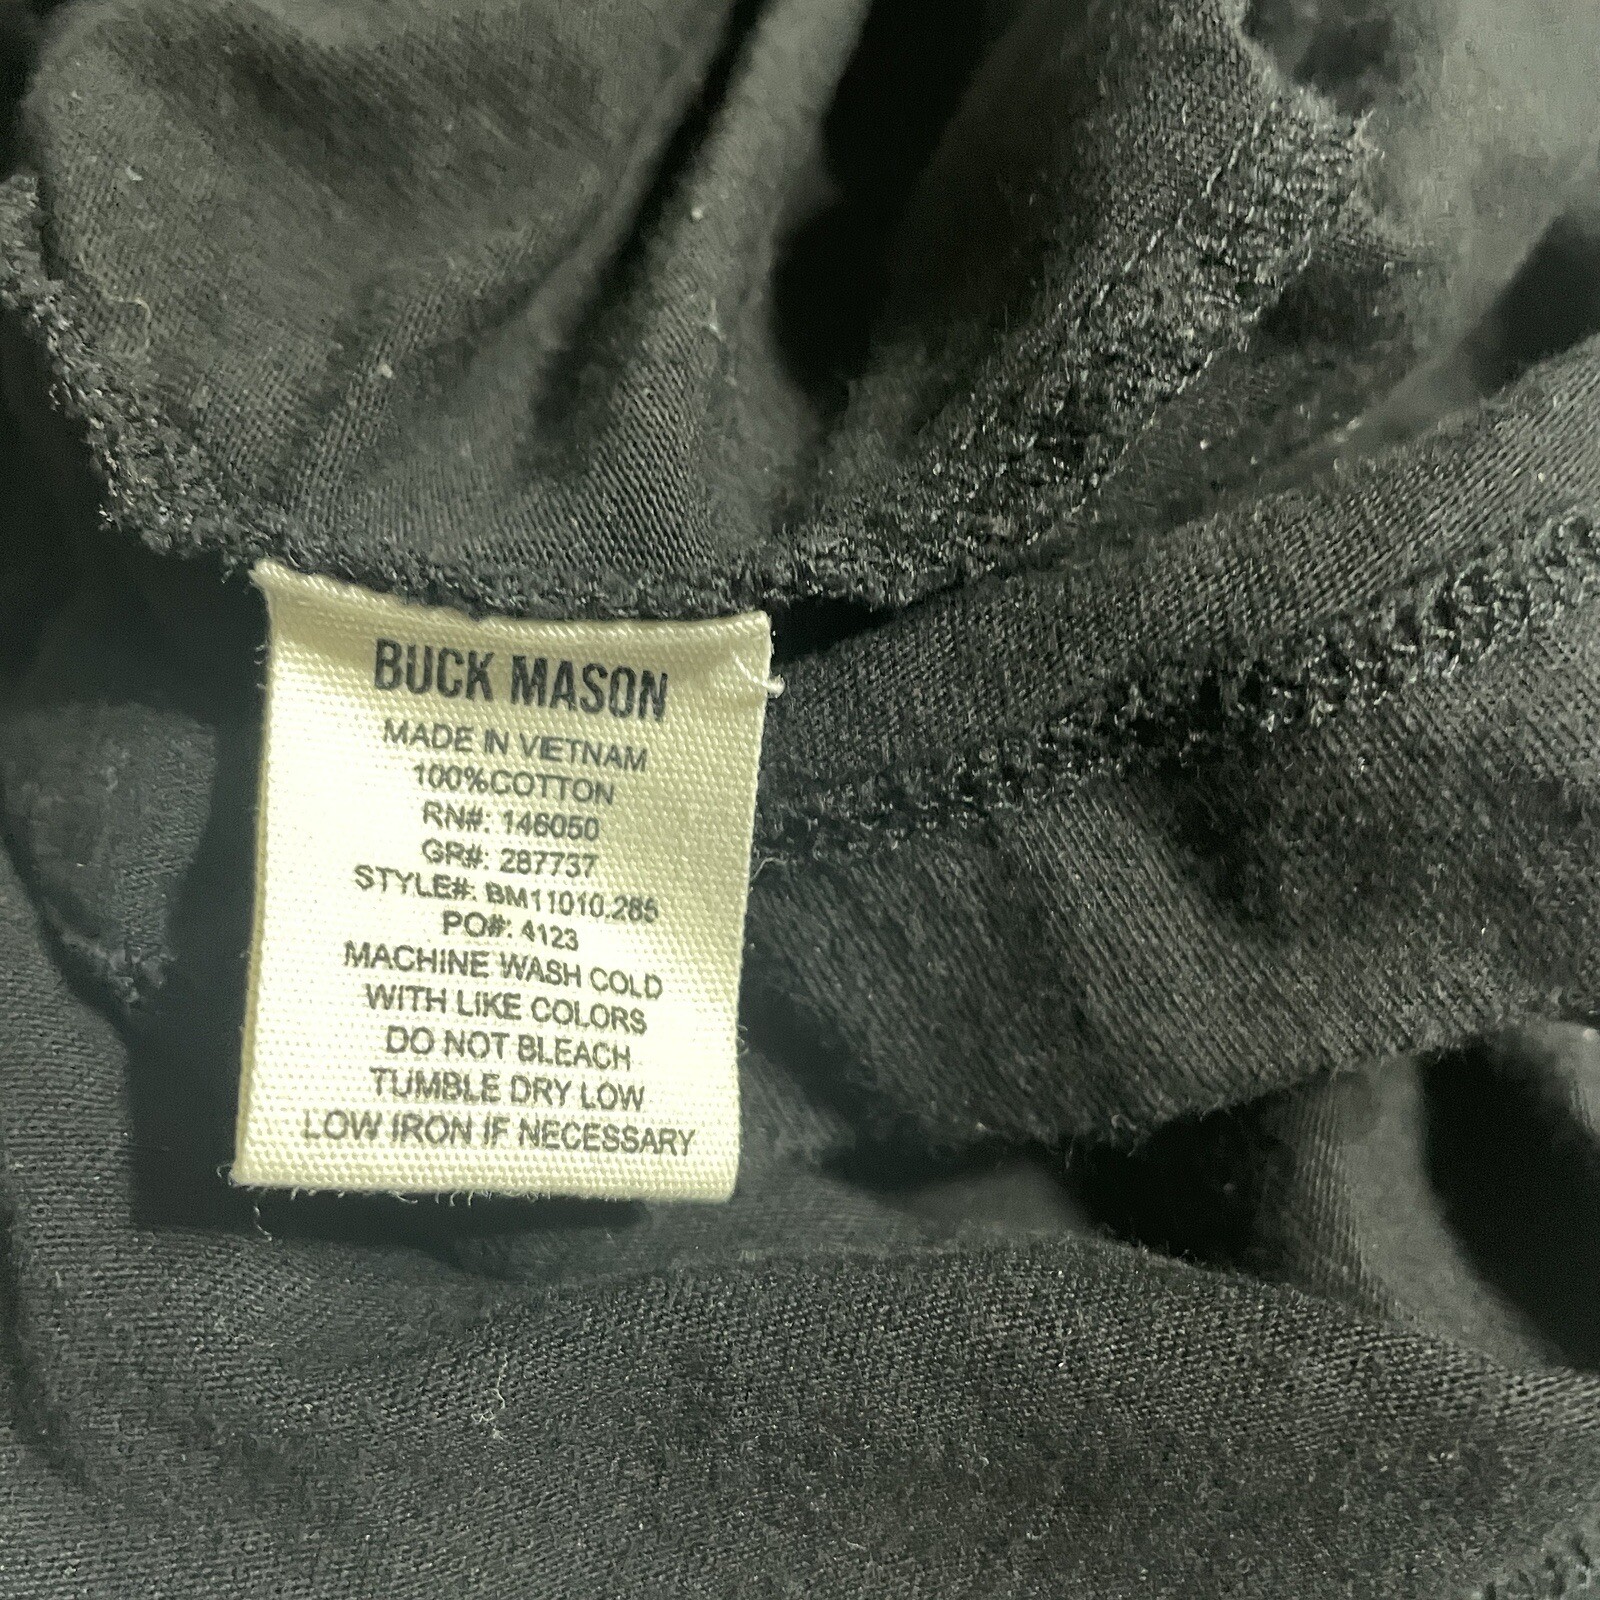 BUCK MASON
MADE IN VIETNAM
100%COTTON
RN#: 146050
GR#: 287737
STYLE#: BM11010.285
PO#: 4123
MACHINE WASH COLD
WITH LIKE COLORS
DO NOT BLEACH
TUMBLE DRY LOW
LOW IRON IF NECESSARY